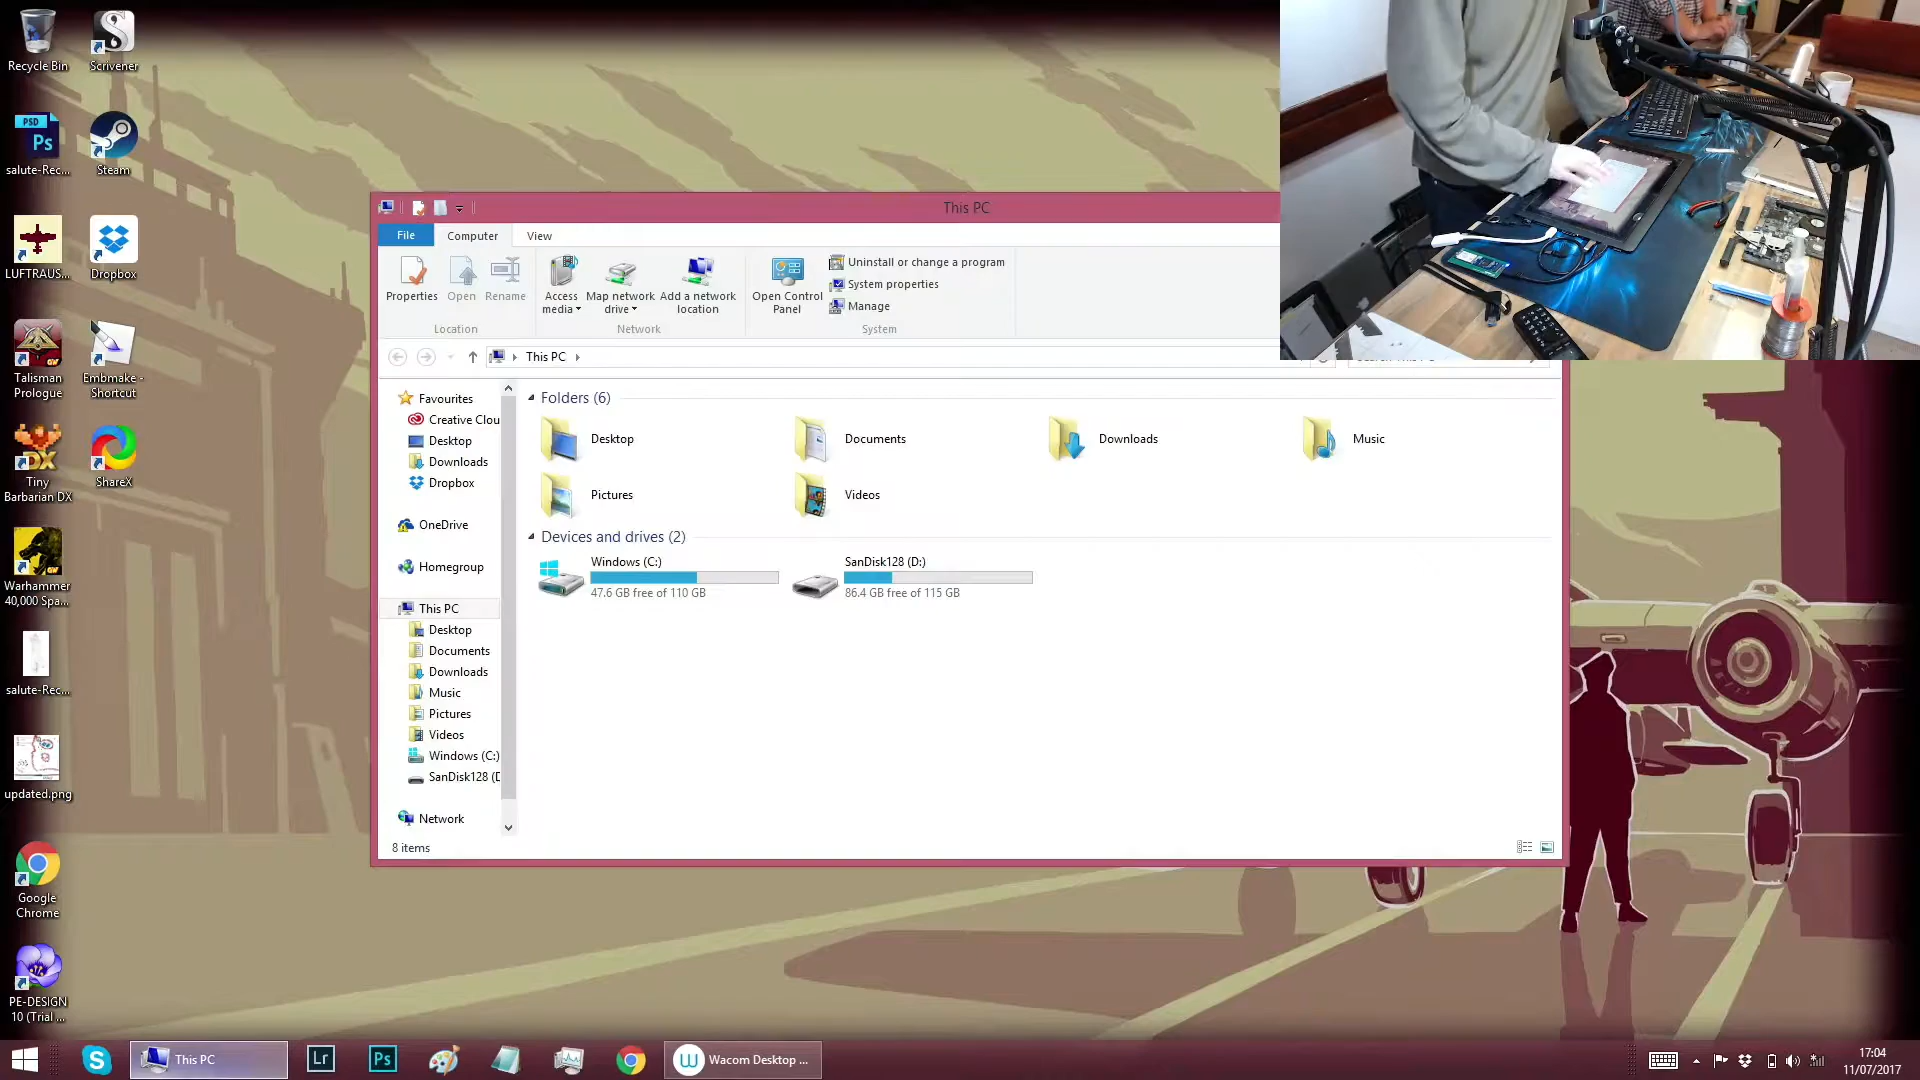 Recycle Bin
Scrivener
PSD
Ps
salute-Rec...
Steam
LUFTRAUS...
Dropbox
Talisman
Prologue
Embmake -
Shortcut
DX
Tiny
Barbarian DX
ShareX
Warhammer
40,000 Spa...
salute-Rec...
updated.png
Google
Chrome
PE-DESIGN
10 (Trial ...
This PC
File
Computer
View
Properties
Open
Rename
Access
media
Map network
drive
Add a network
location
Open Control
Panel
Uninstall or change a program
System properties
Manage
Location
Network
System
This PC
Favourites
Creative Clou
Desktop
Downloads
Dropbox
OneDrive
Homegroup
This PC
Desktop
Documents
Downloads
Music
Pictures
Videos
Windows (C:)
SanDisk128 (D
Network
Folders (6)
Desktop
Documents
Downloads
Music
Pictures
Videos
Devices and drives (2)
Windows (C:)
47.6 GB free of 110 GB
SanDisk128 (D:)
86.4 GB free of 115 GB
8 items
This PC
Lr
Ps
Wacom Desktop ...
17:04
11/07/2017